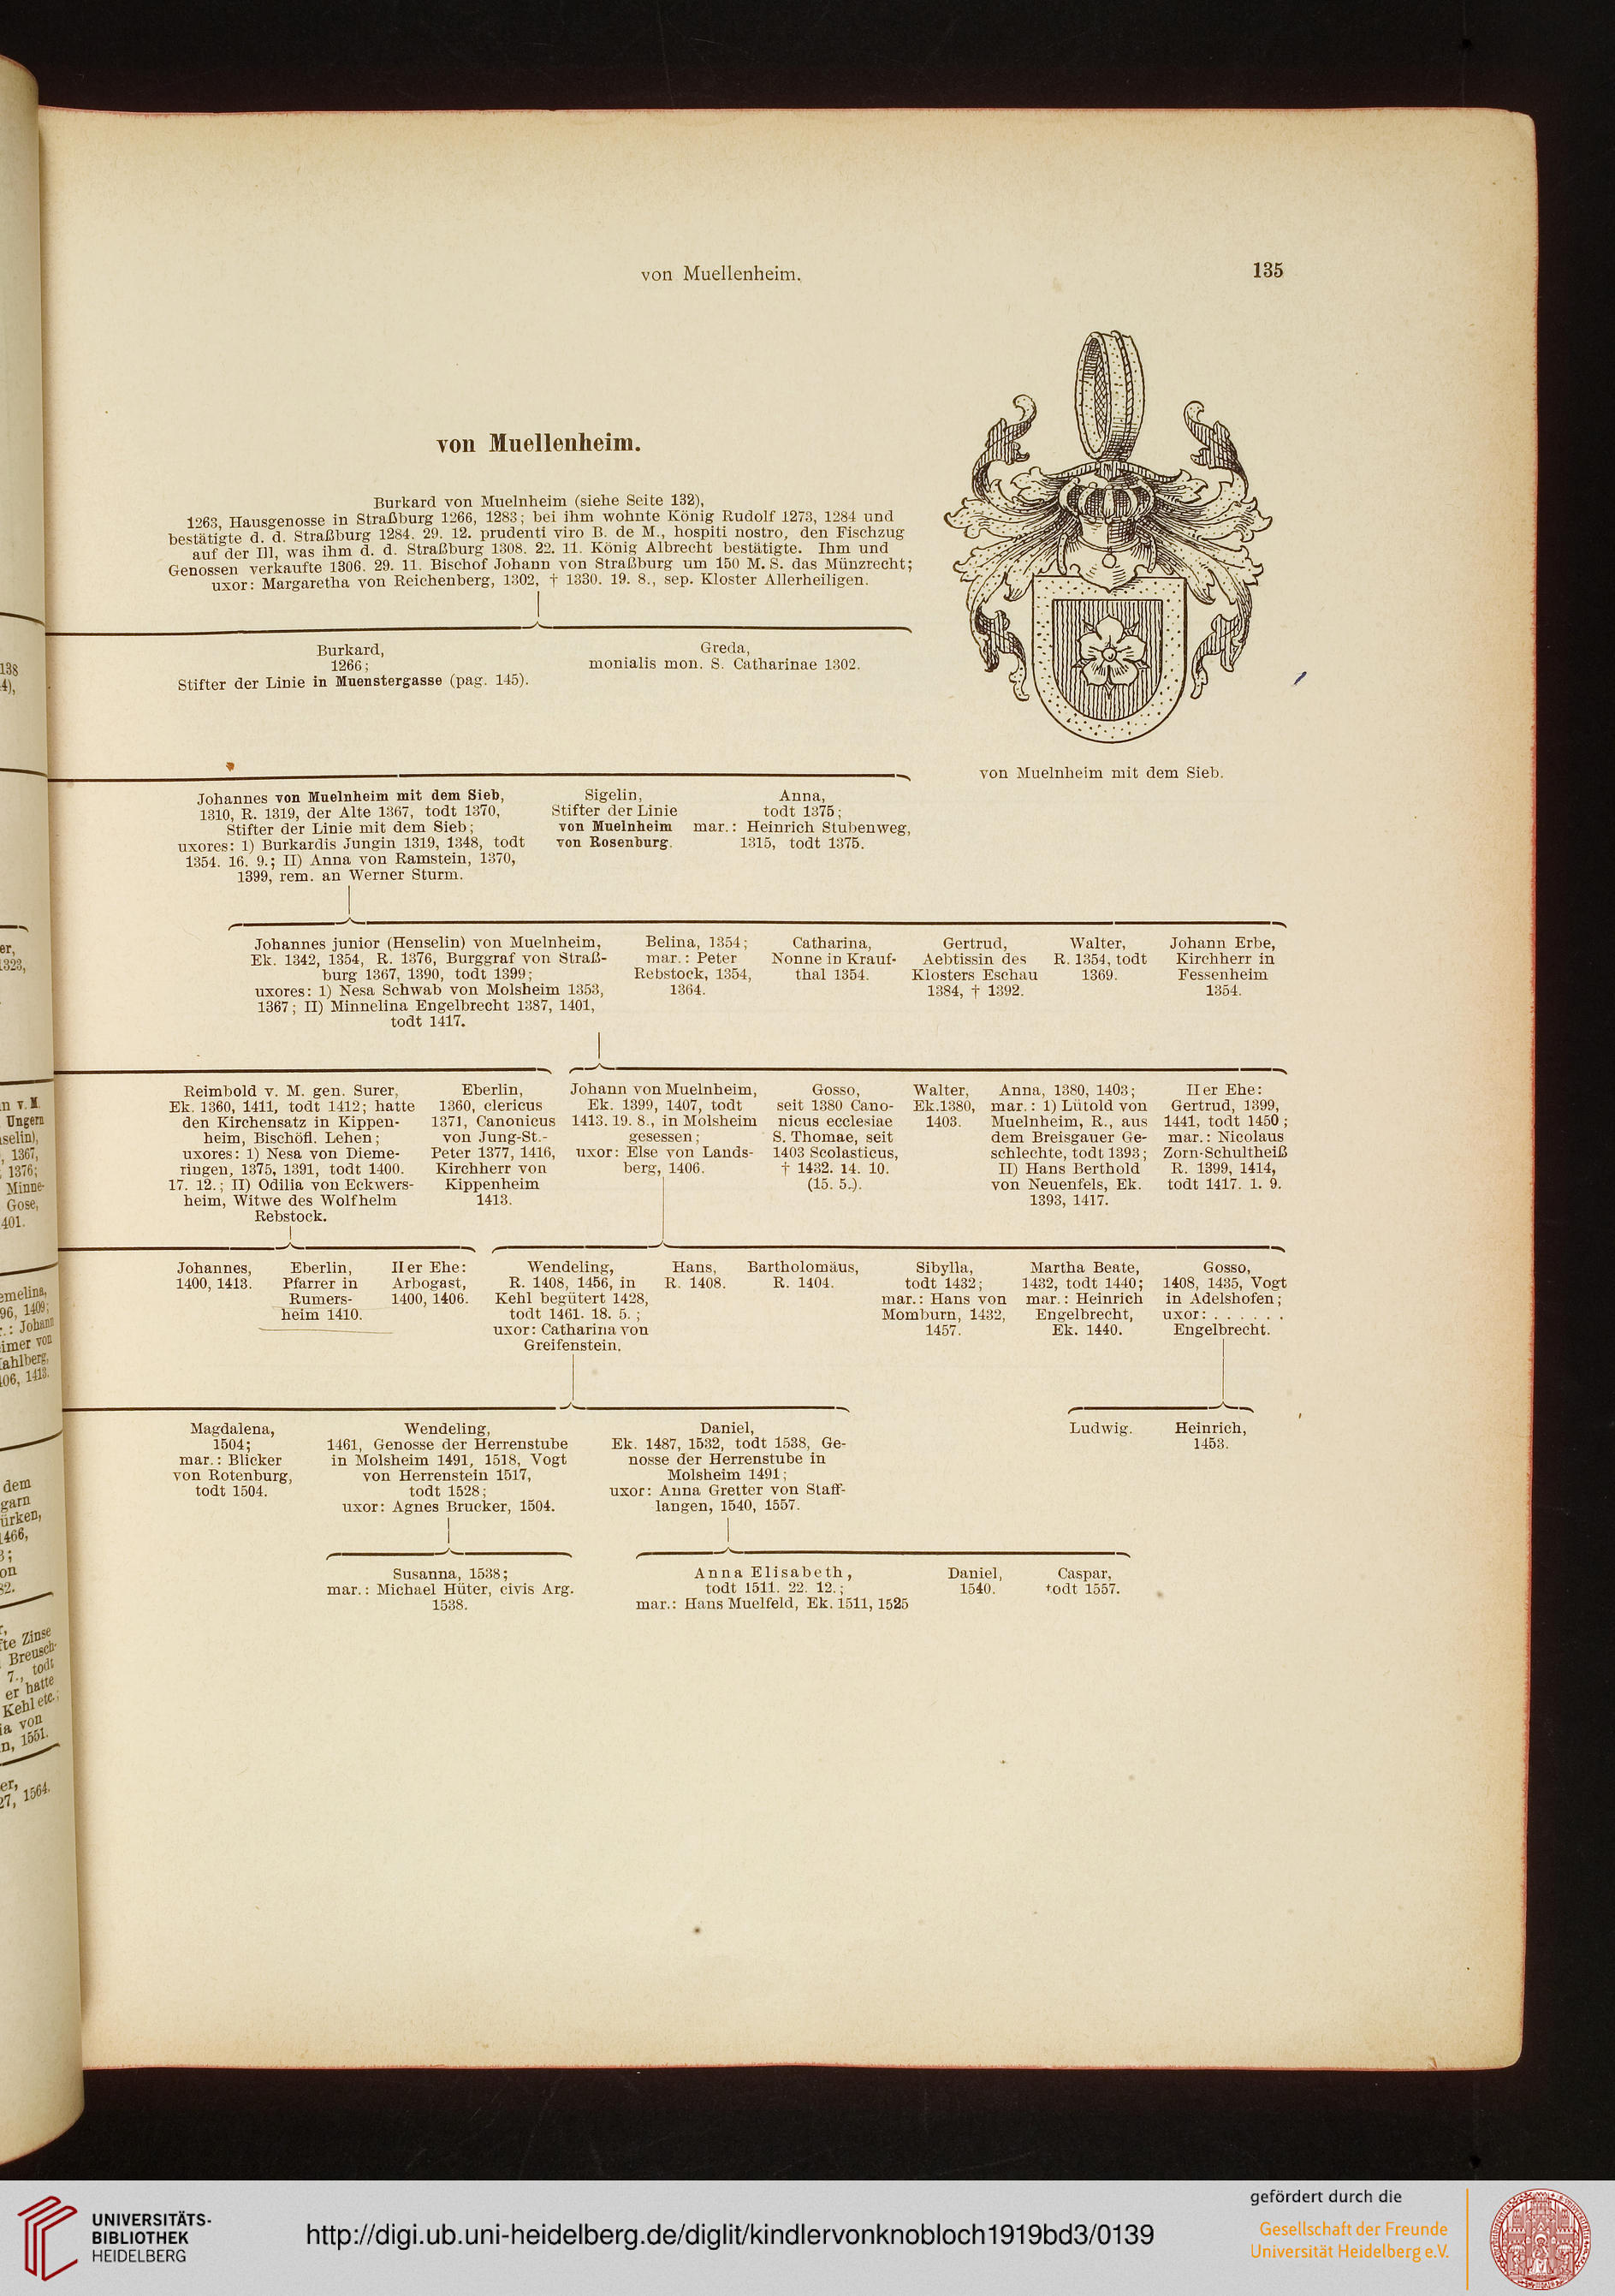 von Muellenheim.
135
von Muellenheim.
Burkard von Muelnheim (siehe Seite 132),
1263, Hausgenosse in Straßburg 1266, 1283; bei ihm wohnte König Rudolf 1273, 1284 und
bestätigte d. d. Straßburg 1284. 29. 12. prudenti viro B. de M., hospiti nostro, den Fischzug
auf der Ill, was ihm d. d. Straßburg 1308. 22. 11. König Albrecht bestätigte. Ihm und
Genossen verkaufte 1306. 29. 11. Bischof Johann von Straßburg um 150 M. S. das Münzrecht;
uxor: Margaretha von Reichenberg, 1302, † 1330. 19. 8., sep. Kloster Allerheiligen.
Burkard,
1266;
Stifter der Linie in Muenstergasse (pag. 145).
Greda,
monialis mon. S. Catharinae 1302.
von Muelnheim mit dem Sieb.
Johannes von Muelnheim mit dem Sieb,
1310, R. 1319, der Alte 1367, todt 1370,
Stifter der Linie mit dem Sieb;
uxores: 1) Burkardis Jungin 1319, 1348, todt
1354. 16. 9.; II) Anna von Ramstein, 1370,
1399, rem. an Werner Sturm.
Sigelin,
Stifter der Linie
von Muelnheim
von Rosenburg.
Anna,
todt 1375;
mar.: Heinrich Stubenweg,
1315, todt 1375.
Johannes junior (Henselin) von Muelnheim,
Ek. 1342, 1354, R. 1376, Burggraf von Straß-
burg 1367, 1390, todt 1399;
uxores: 1) Nesa Schwab von Molsheim 1353,
1367; II) Minnelina Engelbrecht 1387, 1401,
todt 1417.
Belina, 1354;
mar.: Peter
Rebstock, 1354,
1364.
Catharina,
Nonne in Krauf-
thal 1354.
Gertrud,
Aebtissin des
Klosters Eschau
1384, † 1392.
Walter,
R. 1354, todt
1369.
Johann Erbe,
Kirchherr in
Fessenheim
1354.
Reimbold v. M. gen. Surer,
Ek. 1360, 1411, todt 1412; hatte
den Kirchensatz in Kippen-
heim, Bischöfl. Lehen;
uxores: 1) Nesa von Dieme-
ringen, 1375, 1391, todt 1400.
17. 12.; II) Odilia von Eckwers-
heim, Witwe des Wolfhelm
Rebstock.
Eberlin,
1360, clericus
1371, Canonicus
von Jung-St.-
Peter 1377, 1416,
Kirchherr von
Kippenheim
1413.
Johann von Muelnheim,
Ek. 1399, 1407, todt
1413. 19. 8., in Molsheim
gesessen;
uxor: Else von Lands-
berg, 1406.
Gosso,
seit 1380 Cano-
nicus ecclesiae
S. Thomae, seit
1403 Scolasticus,
† 1432. 14. 10.
(15. 5.).
Walter,
Ek. 1380,
1403.
Anna, 1380, 1403;
mar.: 1) Lütold von
Muelnheim, R., aus
dem Breisgauer Ge-
schlechte, todt 1393;
II) Hans Berthold
von Neuenfels, Ek.
1393, 1417.
IIer Ehe:
Gertrud, 1399,
1441, todt 1450;
mar.: Nicolaus
Zorn-Schultheiß
R. 1399, 1414,
todt 1417. 1. 9.
Johannes,
1400, 1413.
Eberlin,
Pfarrer in
Rumers-
heim 1410.
IIer Ehe:
Arbogast,
1400, 1406.
Wendeling,
R. 1408, 1456, in
Kehl begütert 1428,
todt 1461. 18. 5.;
uxor: Catharina von
Greifenstein.
Hans,
R. 1408.
Bartholomäus,
R. 1404.
Sibylla,
todt 1432;
mar.: Hans von
Momburn, 1432,
1457.
Martha Beate,
1432, todt 1440;
mar.: Heinrich
Engelbrecht,
Ek. 1440.
Gosso,
1408, 1435, Vogt
in Adelshofen;
uxor: . . . . . .
Engelbrecht.
Magdalena,
1504;
mar.: Blicker
von Rotenburg,
todt 1504.
Wendeling,
1461, Genosse der Herrenstube
in Molsheim 1491, 1518, Vogt
von Herrenstein 1517,
todt 1528;
uxor: Agnes Brucker, 1504.
Daniel,
Ek. 1487, 1532, todt 1538, Ge-
nosse der Herrenstube in
Molsheim 1491;
uxor: Anna Gretter von Staff-
langen, 1540, 1557.
Ludwig.
Heinrich,
1453.
Susanna, 1538;
mar.: Michael Hüter, civis Arg.
1538.
Anna Elisabeth,
todt 1511. 22. 12.;
mar.: Hans Muelfeld, Ek. 1511, 1525
Daniel,
1540.
Caspar,
todt 1557.
UNIVERSITÄTS-
BIBLIOTHEK
HEIDELBERG
http://digi.ub.uni-heidelberg.de/diglit/kindlervonknobloch1919bd3/0139
gefördert durch die
Gesellschaft der Freunde
Universität Heidelberg e.V.